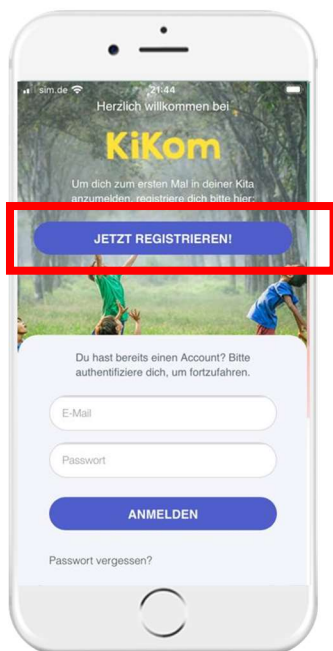 sim.de 21:44
Herzlich willkommen bei
KiKom
Um dich zum ersten Mal in deiner Kita
anzumelden, registriere dich bitte hier:
JETZT REGISTRIEREN!
Du hast bereits einen Account? Bitte
authentifiziere dich, um fortzufahren.
E-Mail
Passwort
ANMELDEN
Passwort vergessen?